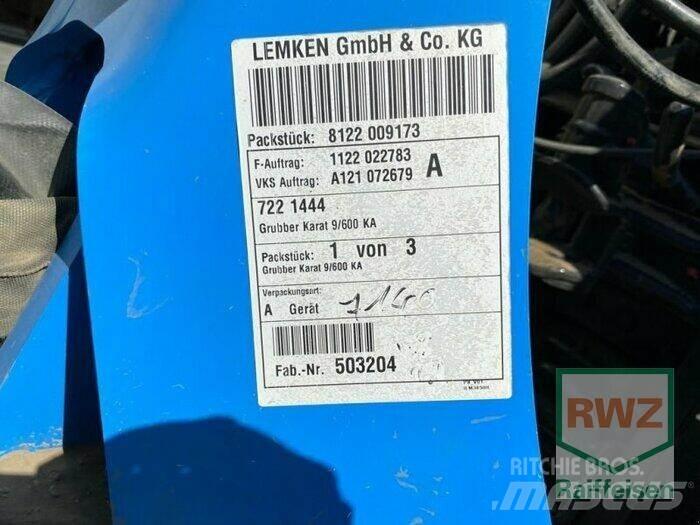 LEMKEN GmbH & Co. KG
Packstück: 8122 009173
F-Auftrag: 1122 022783 A
VKS Auftrag: A121 072679
722 1444
Grubber Karat 9/600 KA
Packstück: 1 von 3
Grubber Karat 9/600 KA
Verpackungsart:
A Gerät
Fab.-Nr. 503204
RWZ
RITCHIE BROS.
MASCUS
Raiffeisen